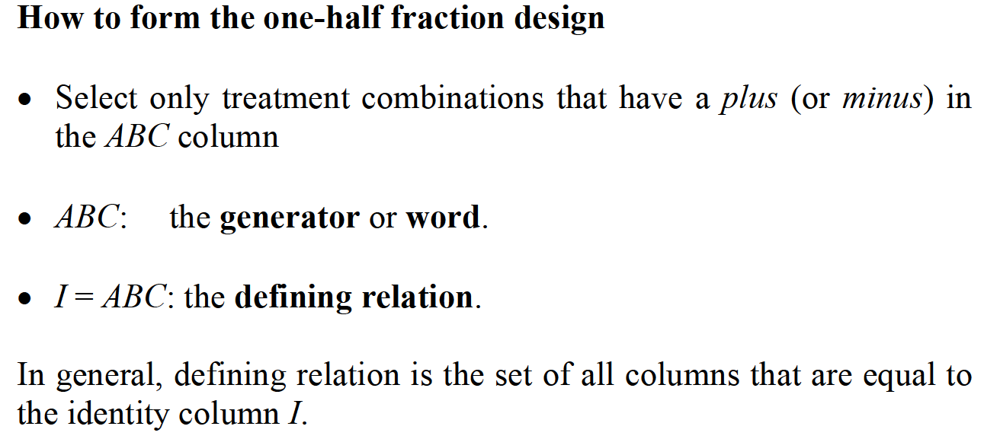 How to form the one-half fraction design
• Select only treatment combinations that have a plus (or minus) in
the ABC column
• ABC: the generator or word.
• I = ABC: the defining relation.
In general, defining relation is the set of all columns that are equal to
the identity column I.